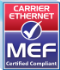 CARRIER
ETHERNET
MEF
Certified Compliant